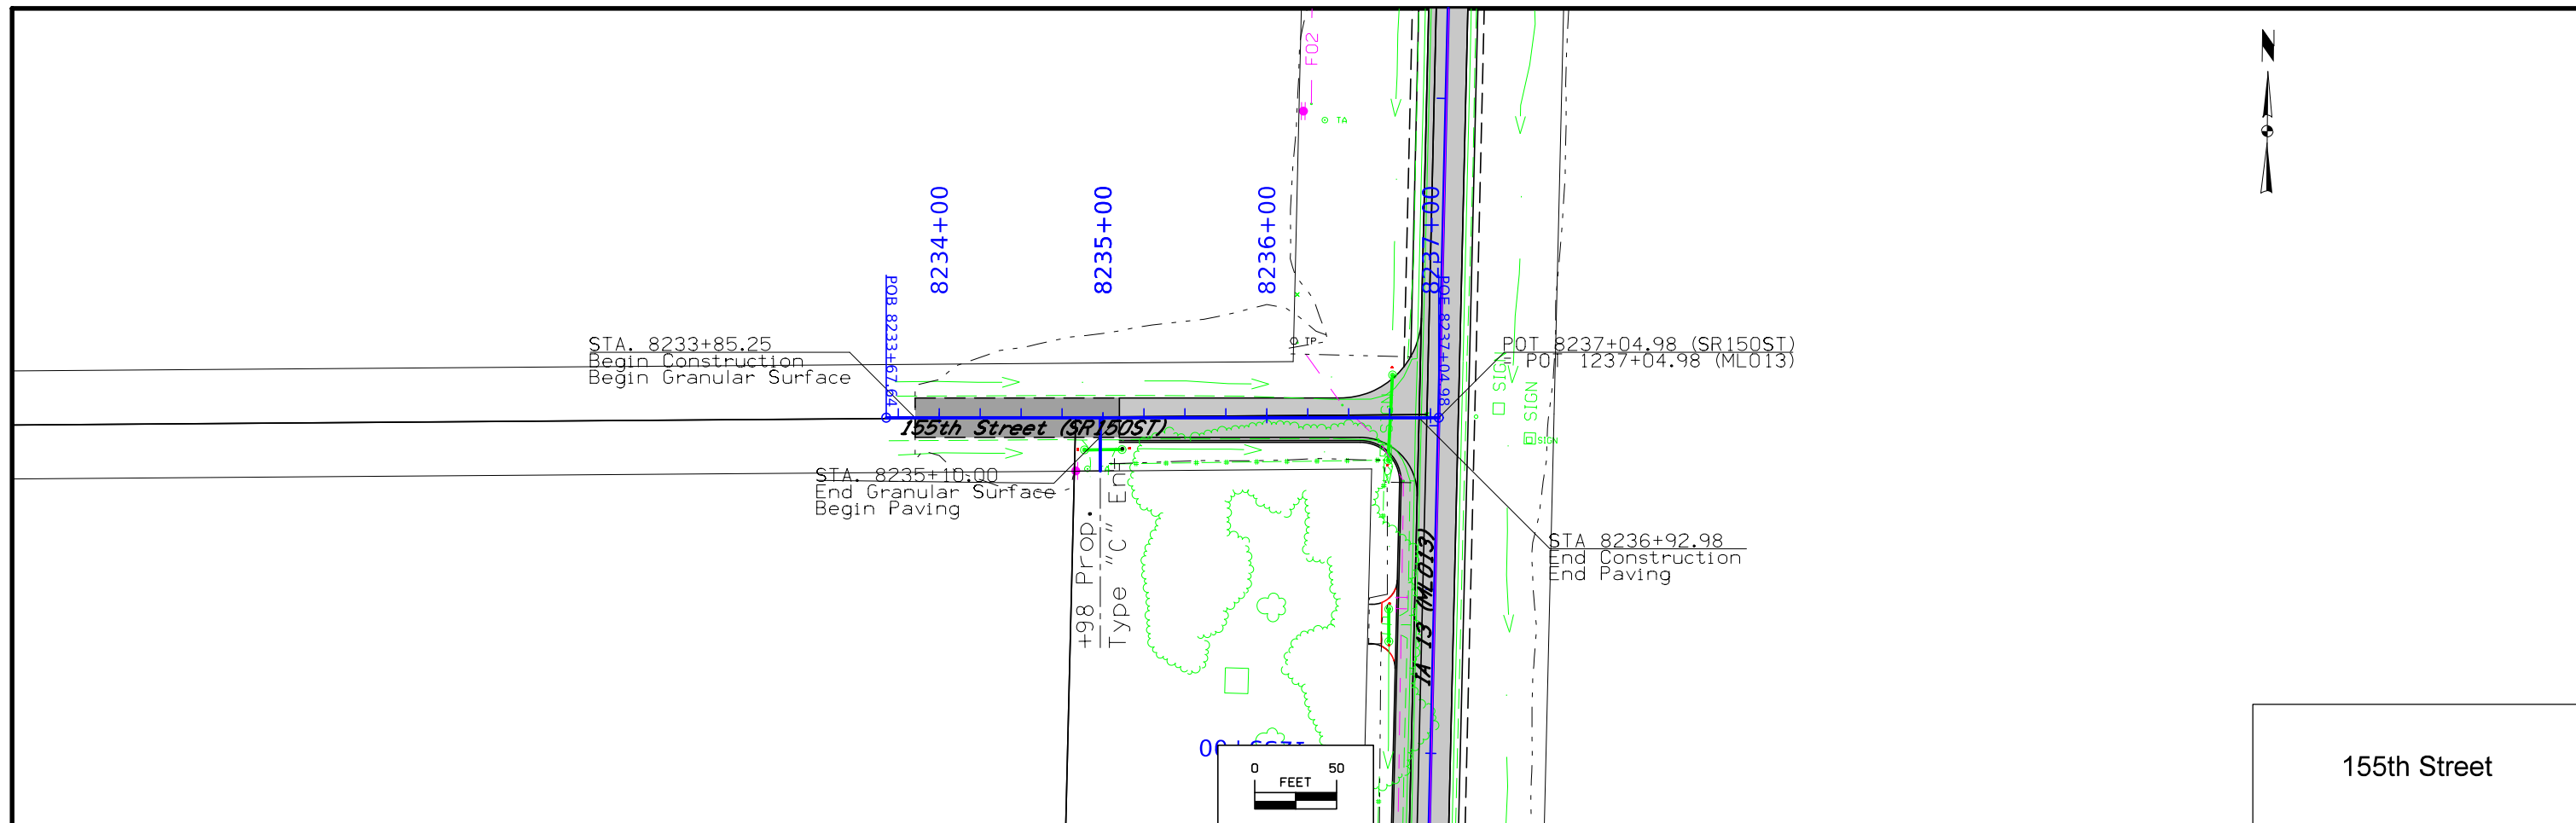 FO2
N
TA
8234+00
8235+00
8236+00
8237+00
POB 8233+67.64
POE 8237+04.98
STA. 8233+85.25
Begin Construction
Begin Granular Surface
TP
POT 8237+04.98 (SR150ST)
= POT 1237+04.98 (ML013)
SIGN
SIGN
SIGN
SIGN
155th Street (SR150ST)
STA. 8235+10.00
End Granular Surface
Begin Paving
+98 Prop.
Type "C" Ent
STA 8236+92.98
End Construction
End Paving
IA 13 (ML013)
0 50
FEET
155th Street